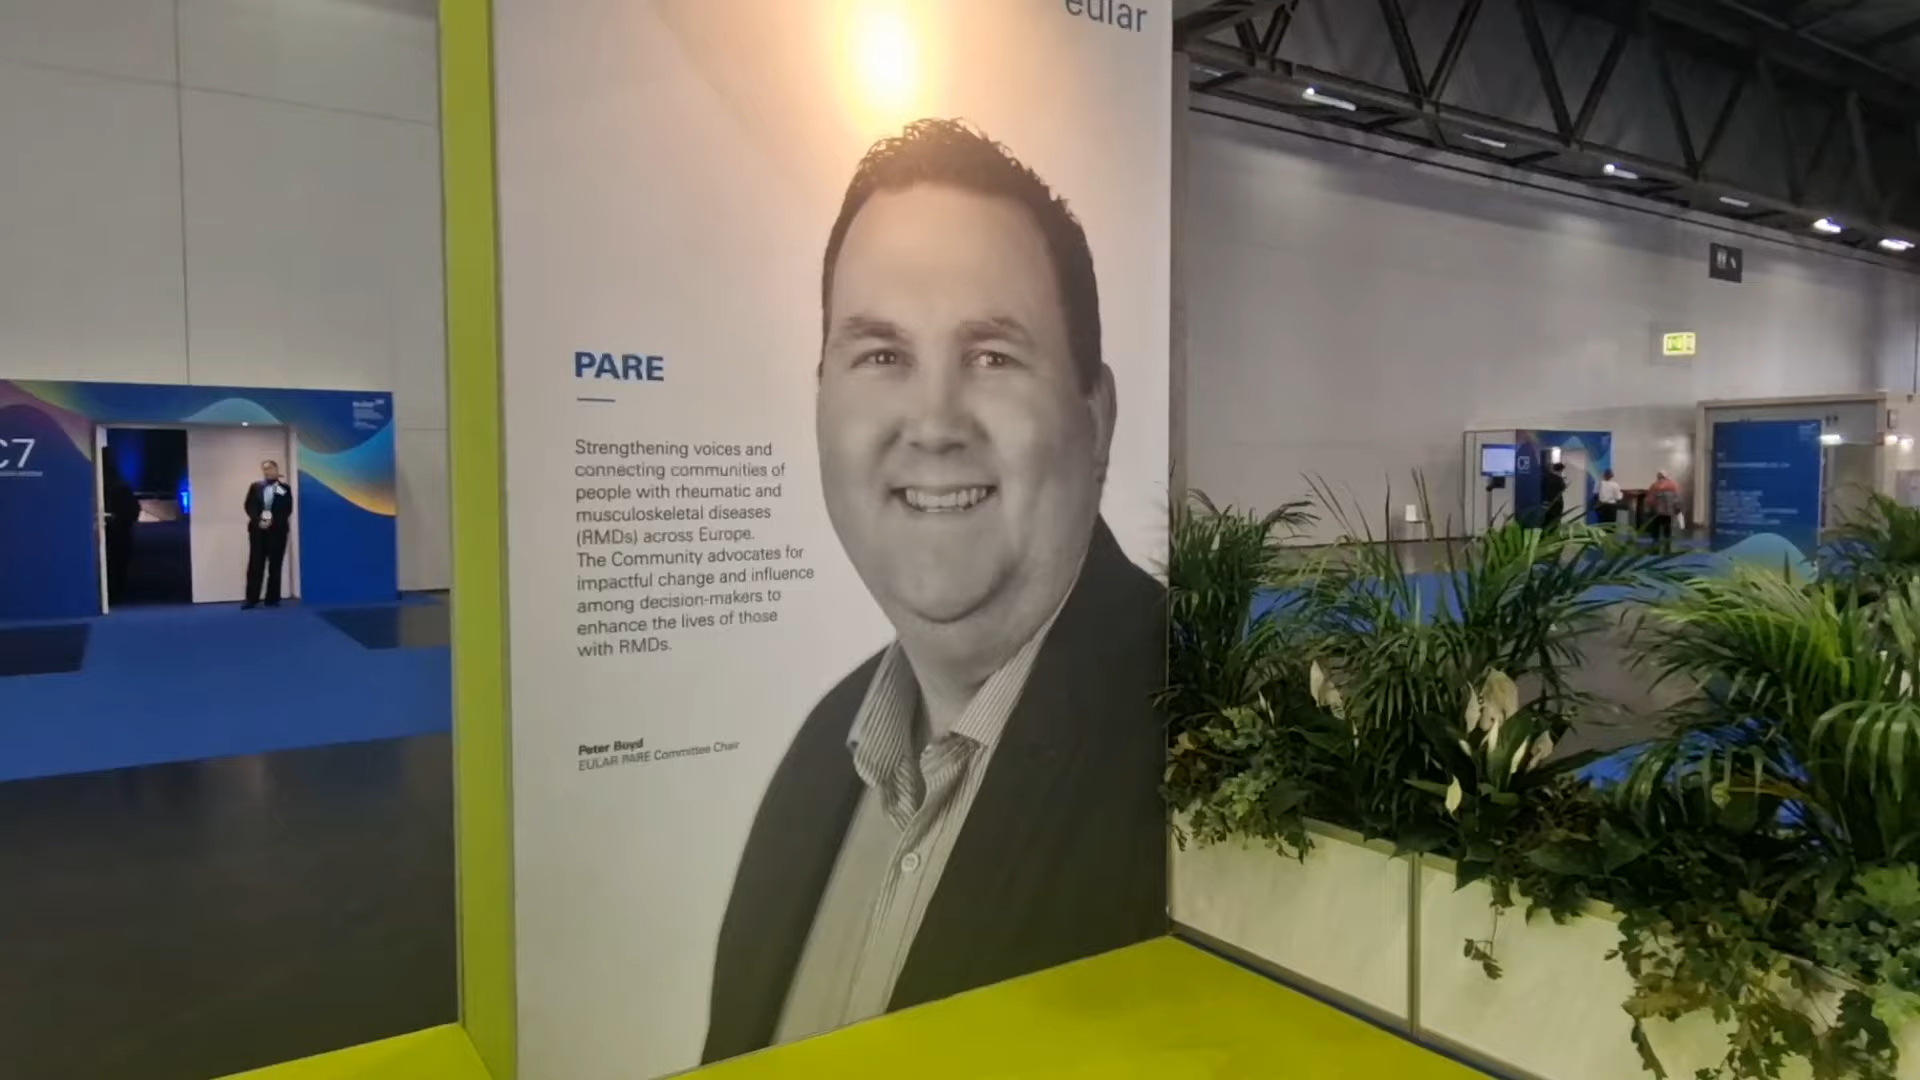 eular
PARE
Strengthening voices and
connecting communities of
people with rheumatic and
musculoskeletal diseases
(RMDs) across Europe.
The Community advocates for
impactful change and influence
among decision-makers to
enhance the lives of those
with RMDs.
Peter Boyd
EULAR PARE Committee Chair
C7